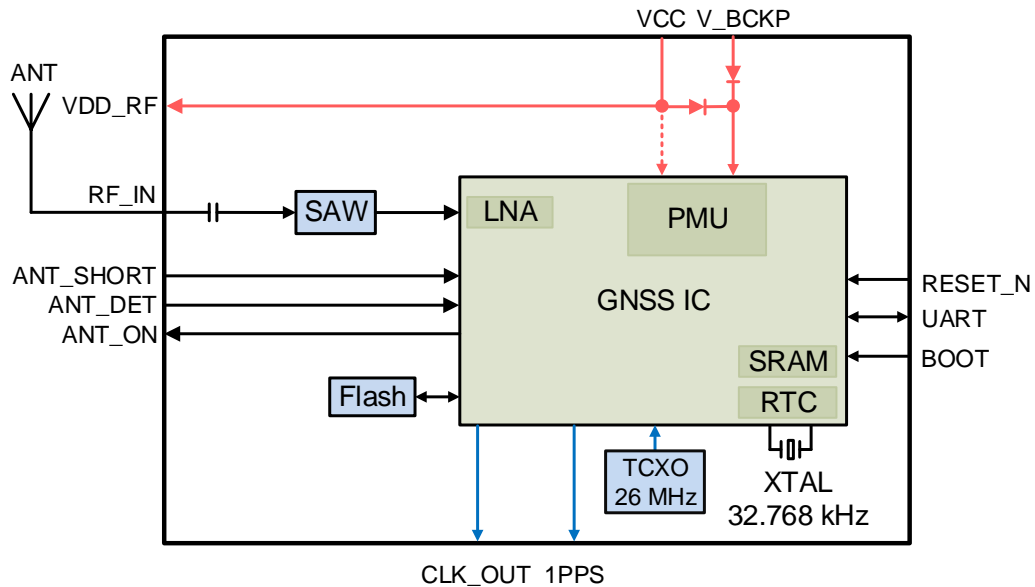 VCC V_BCKP
ANT
VDD_RF
RF_IN
SAW
LNA
PMU
ANT_SHORT
ANT_DET
ANT_ON
GNSS IC
RESET_N
UART
BOOT
SRAM
RTC
Flash
TCXO
26 MHz
XTAL
32.768 kHz
CLK_OUT 1PPS